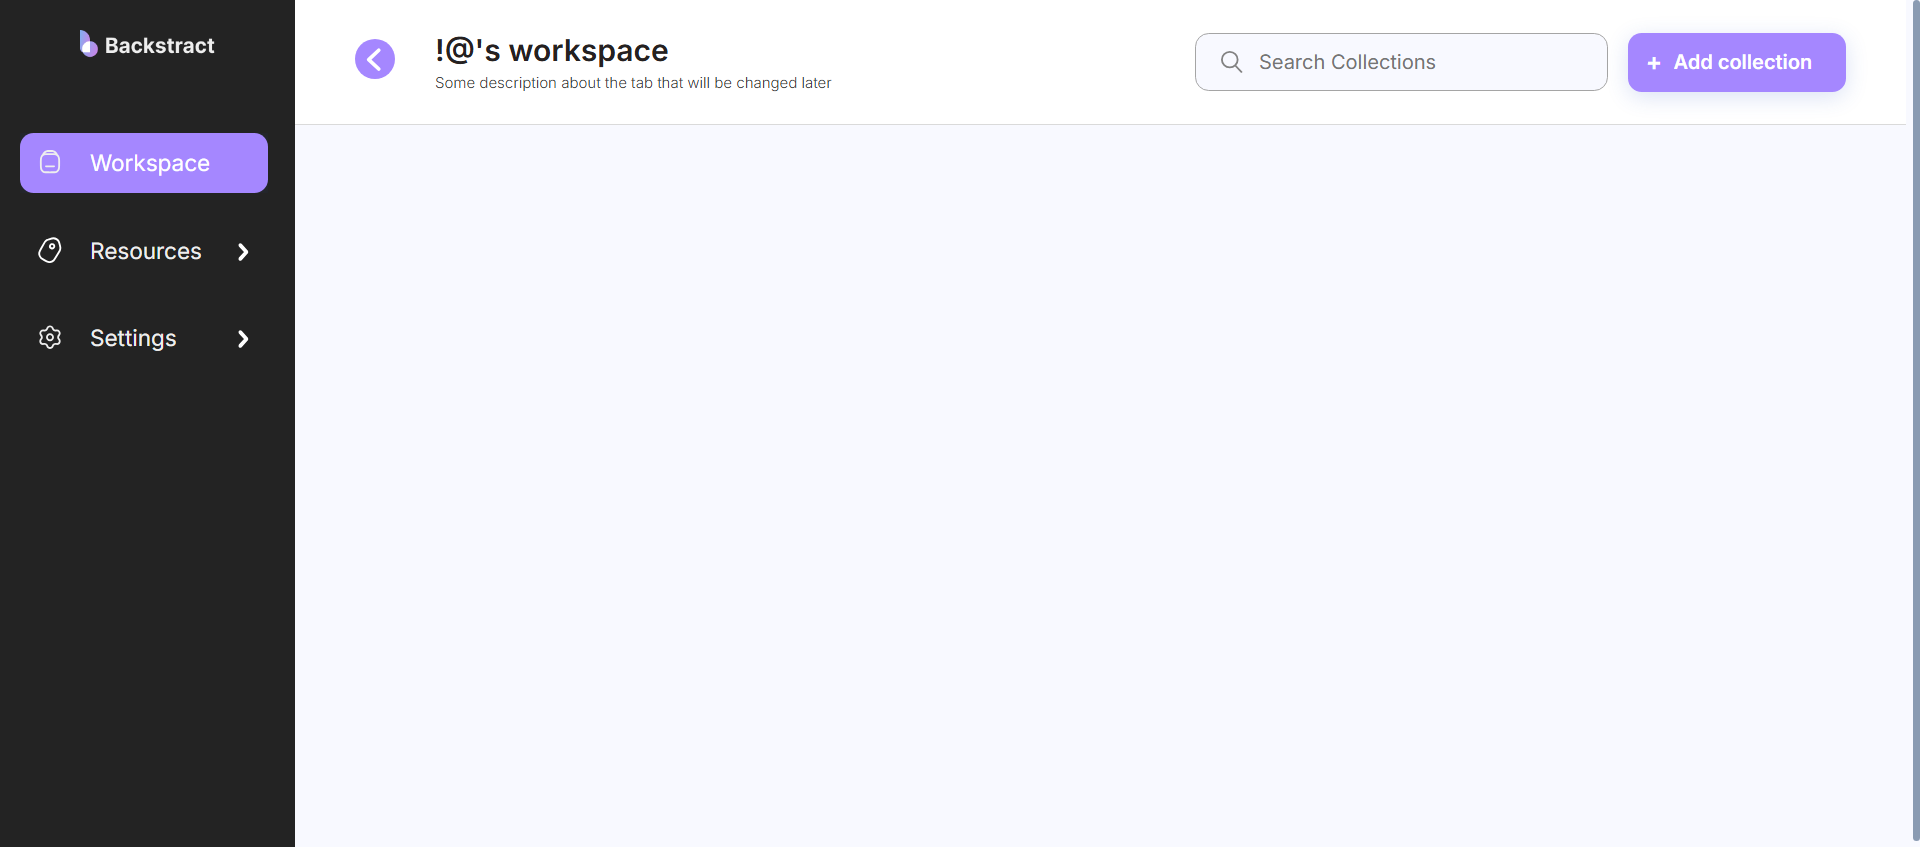 Backstract
Workspace
Resources
Settings
!@'s workspace
Some description about the tab that will be changed later
Search Collections
+ Add collection